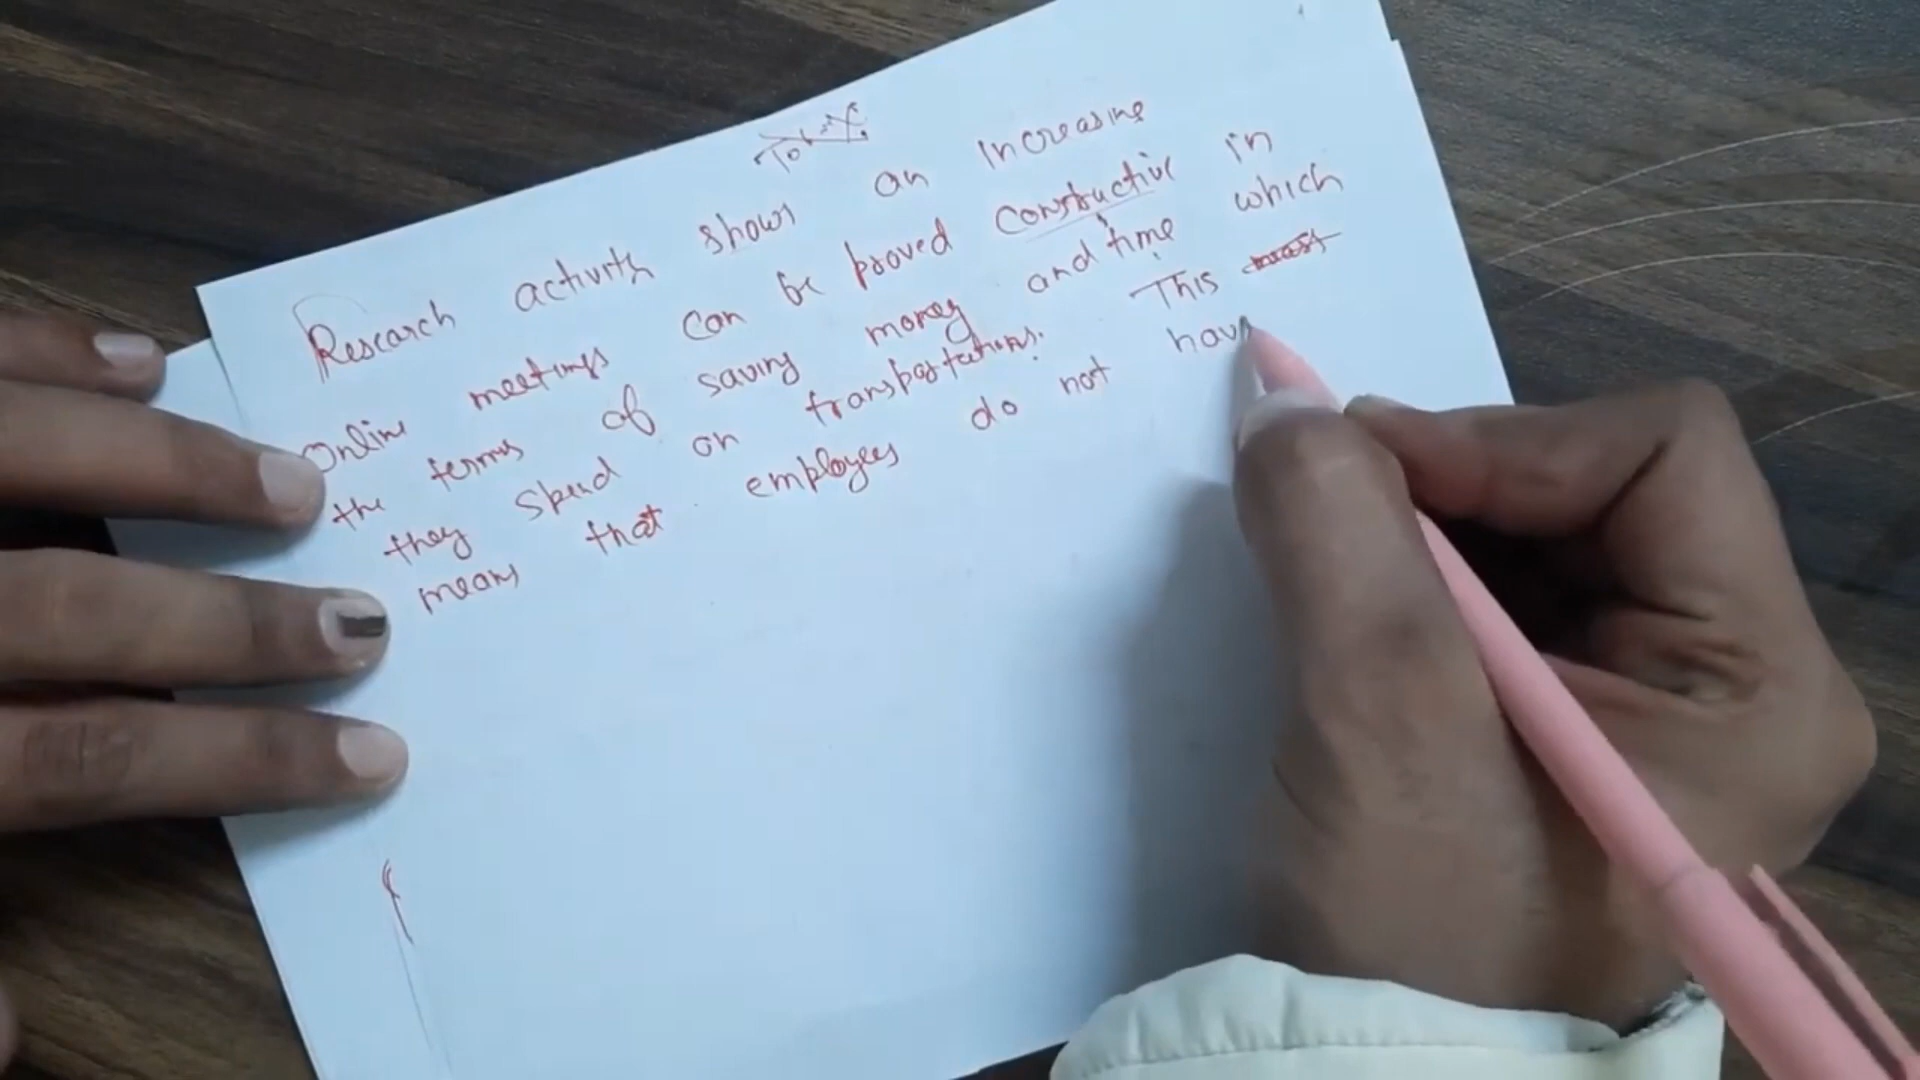 Research activity shows an increasing
Online meetings can be proved constructive in
the terms of saving money and time which
they spend on transportations. This
means that employees do not hav